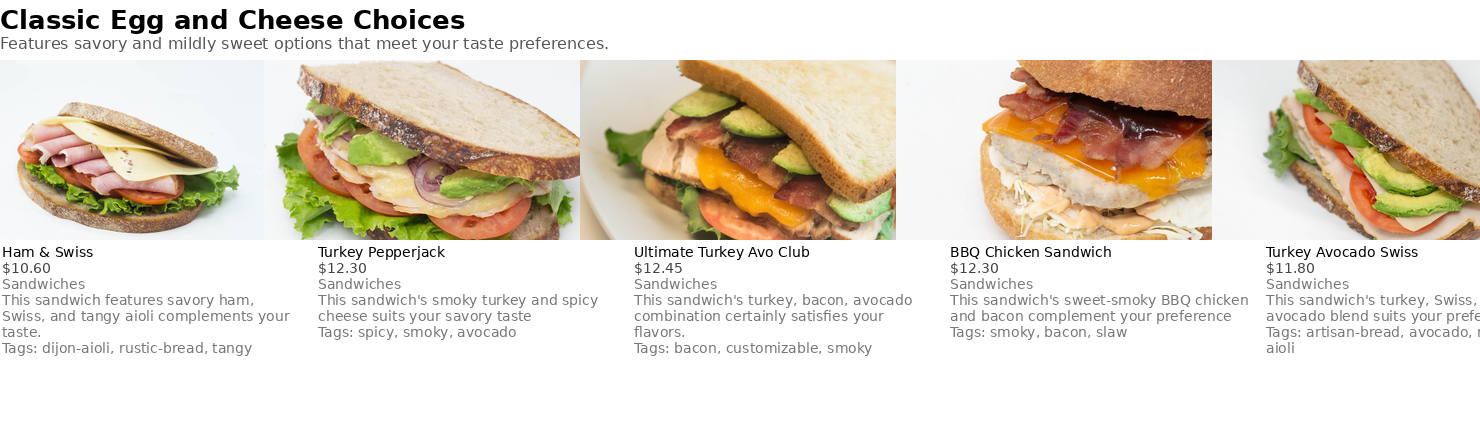 Classic Egg and Cheese Choices
Features savory and mildly sweet options that meet your taste preferences.
Ham & Swiss
$10.60
Sandwiches
This sandwich features savory ham,
Swiss, and tangy aioli complements your
taste.
Tags: dijon-aioli, rustic-bread, tangy
Turkey Pepperjack
$12.30
Sandwiches
This sandwich's smoky turkey and spicy
cheese suits your savory taste
Tags: spicy, smoky, avocado
Ultimate Turkey Avo Club
$12.45
Sandwiches
This sandwich's turkey, bacon, avocado
combination certainly satisfies your
flavors.
Tags: bacon, customizable, smoky
BBQ Chicken Sandwich
$12.30
Sandwiches
This sandwich's sweet-smoky BBQ chicken
and bacon complement your preference
Tags: smoky, bacon, slaw
Turkey Avocado Swiss
$11.80
Sandwiches
This sandwich's turkey, Swiss,
avocado blend suits your
Tags: artisan-bread, avocado,
aioli